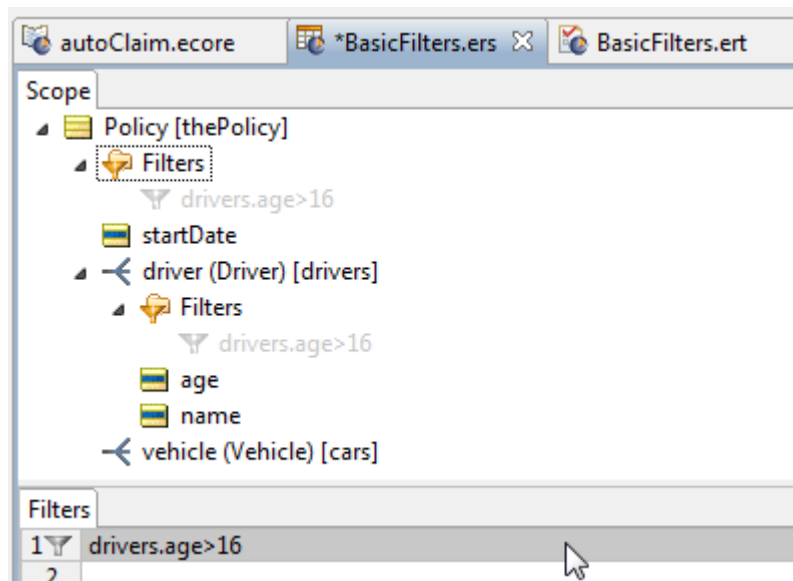 autoClaim.ecore *BasicFilters.ers BasicFilters.ert
Scope
Policy [thePolicy]
Filters
drivers.age>16
startDate
driver (Driver) [drivers]
Filters
drivers.age>16
age
name
vehicle (Vehicle) [cars]
Filters
1 drivers.age>16
2